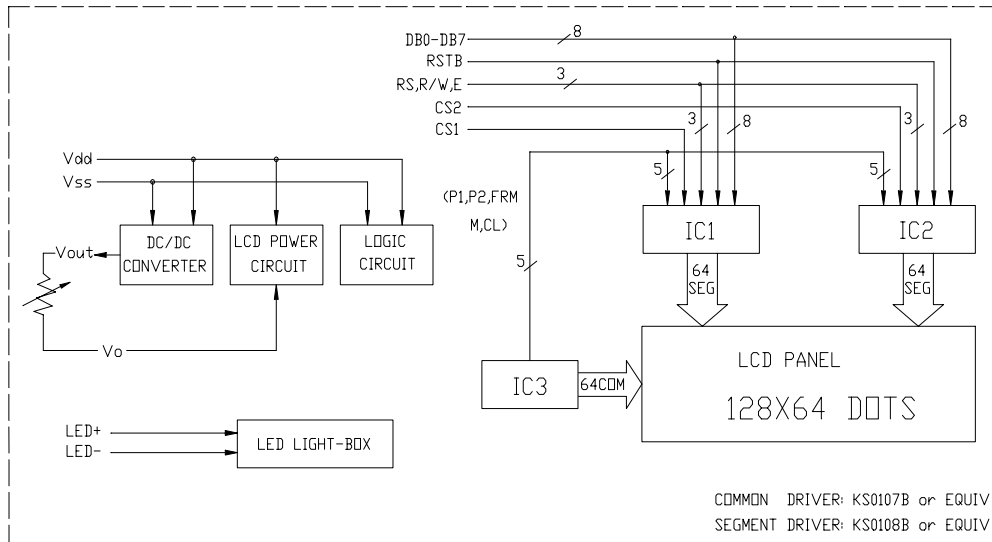 DB0-DB7
8
RSTB
RS,R/W,E
3
CS2
CS1
3
8
3
8
5
5
Vdd
Vss
(P1,P2,FRM
M,CL)
5
DC/DC
CONVERTER
LCD POWER
CIRCUIT
LOGIC
CIRCUIT
Vout
Vo
IC1
IC2
64
SEG
64
SEG
LCD PANEL
128X64 DOTS
IC3
64COM
LED+
LED-
LED LIGHT-BOX
COMMON DRIVER: KS0107B or EQUIV
SEGMENT DRIVER: KS0108B or EQUIV